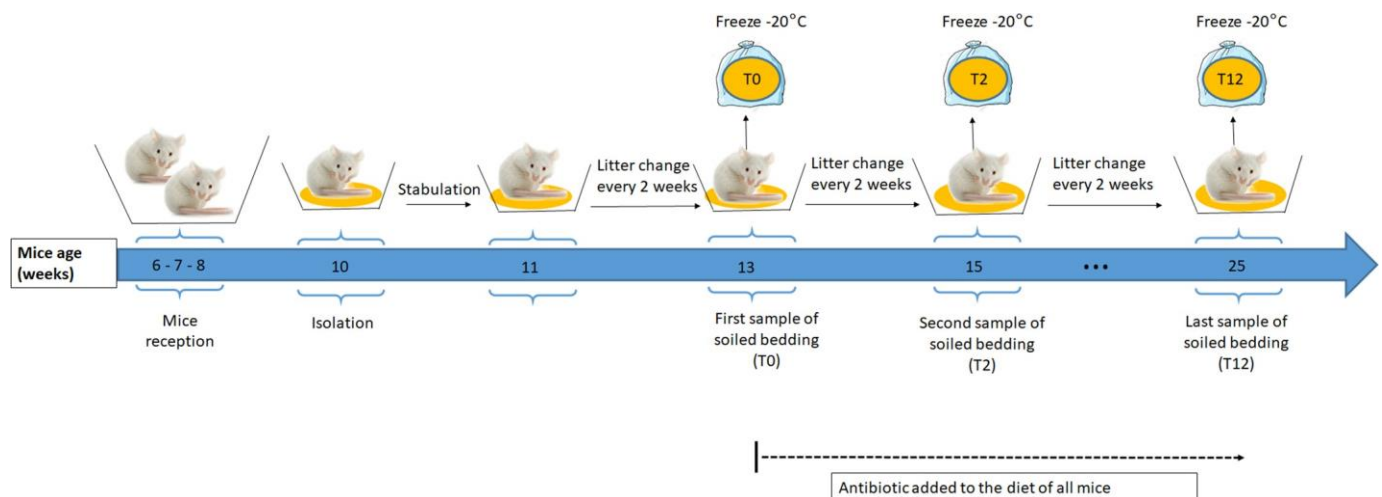 Freeze -20°C
Freeze -20°C
Freeze -20°C
T0
T2
T12
Stabulation
Litter change
every 2 weeks
Litter change
every 2 weeks
Litter change
every 2 weeks
Mice age
(weeks)
6 - 7 - 8
10
11
13
15
•••
25
Mice
reception
Isolation
First sample of
soiled bedding
(T0)
Second sample of
soiled bedding
(T2)
Last sample of
soiled bedding
(T12)
Antibiotic added to the diet of all mice